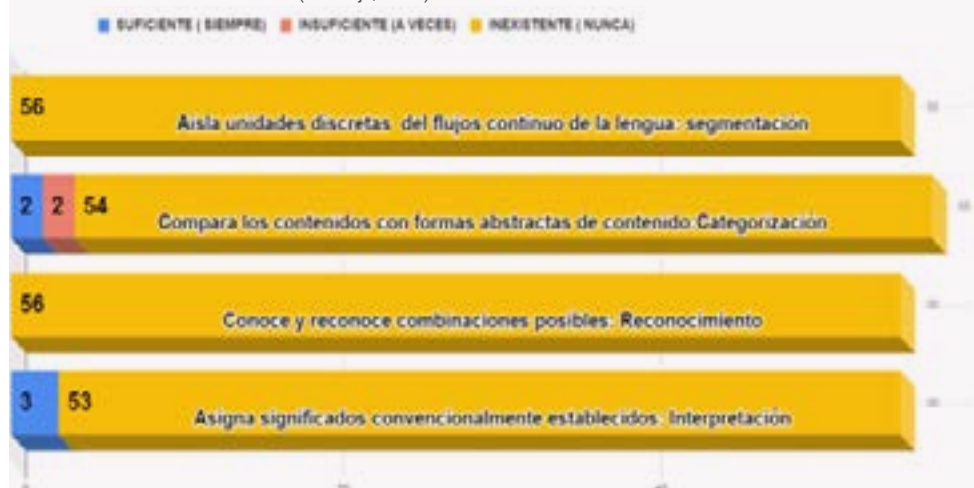 SUFICIENTE ( SIEMPRE) INSUFICIENTE (A VECES) INEXISTENTE ( NUNCA)
56
Aisla unidades discretas del flujos continuo de la lengua: segmentación
2 2 54
Compara los contenidos con formas abstractas de contenido:Categorización
56
Conoce y reconoce combinaciones posibles: Reconocimiento
3 53
Asigna significados convencionalmente establecidos: Interpretación